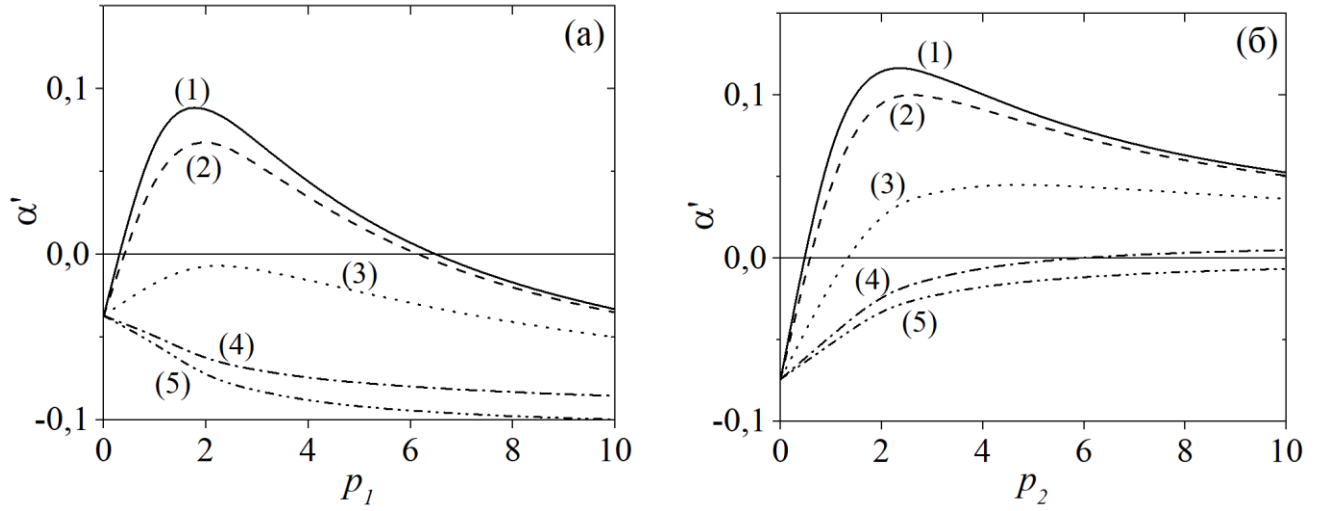 (а)
0,1
0,0
-0,1
α'
(1)
(2)
(3)
(4)
(5)
0 2 4 6 8 10
p1
(б)
0,1
0,0
-0,1
α'
(1)
(2)
(3)
(4)
(5)
0 2 4 6 8 10
p2